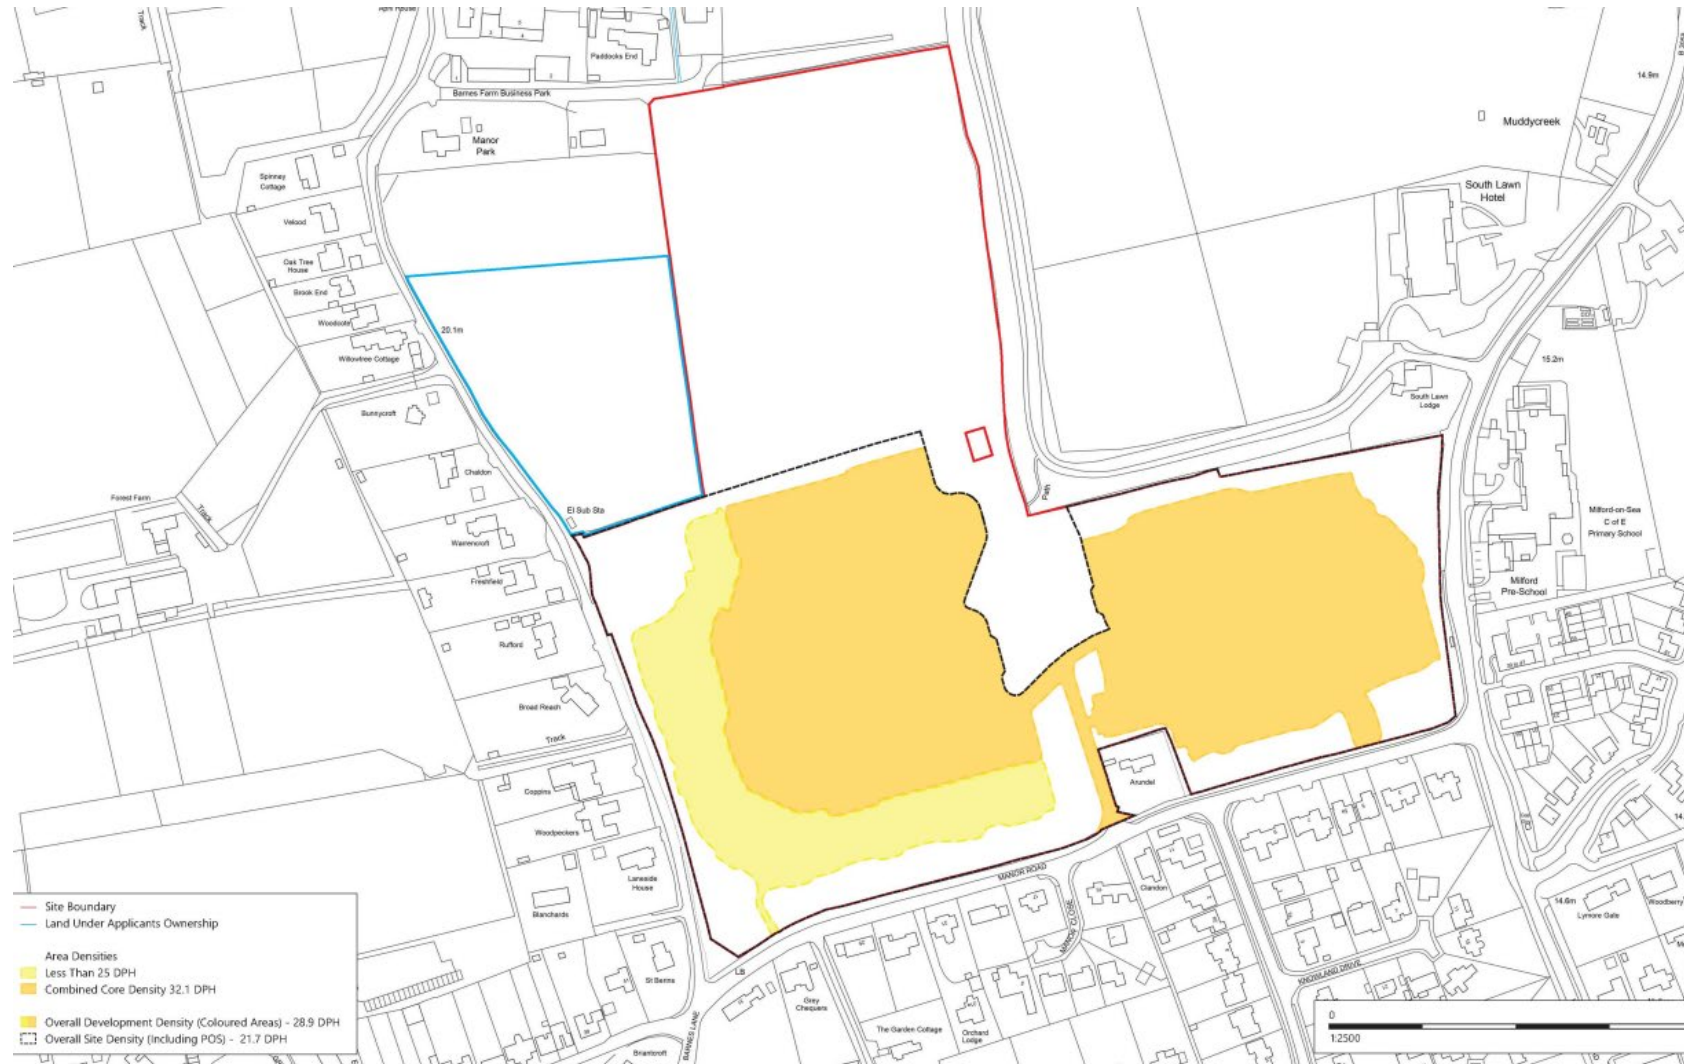 Track
Paddocks End
Barnes Farm Business Park
14.9m
Muddycreek
Manor
Park
Spinney
Cottage
South Lawn
Hotel
Velood
Oak Tree
House
Brook End
Woodcote
20.1m
Willowtree Cottage
15.2m
South Lawn
Lodge
Bunnycroft
Chaldon
Forest Farm
Track
El Sub Sta
Path
Milford-on-Sea
C of E
Primary School
Warrencroft
Freshfield
Milford
Pre-School
Rufford
Broad Reach
Track
Arundel
Coppins
Woodpeckers
Laneside
House
MANOR ROAD
Clandon
Blanchards
MANOR CLOSE
14.6m
Lymore Gate
Woodberry
St Benns
LB
KNOWLAND DRIVE
Grey
Chequers
The Garden Cottage
Orchard
Lodge
BARNES LANE
Briantcroft
Site Boundary
Land Under Applicants Ownership
Area Densities
Less Than 25 DPH
Combined Core Density 32.1 DPH
Overall Development Density (Coloured Areas) - 28.9 DPH
Overall Site Density (Including POS) - 21.7 DPH
0
1:2500